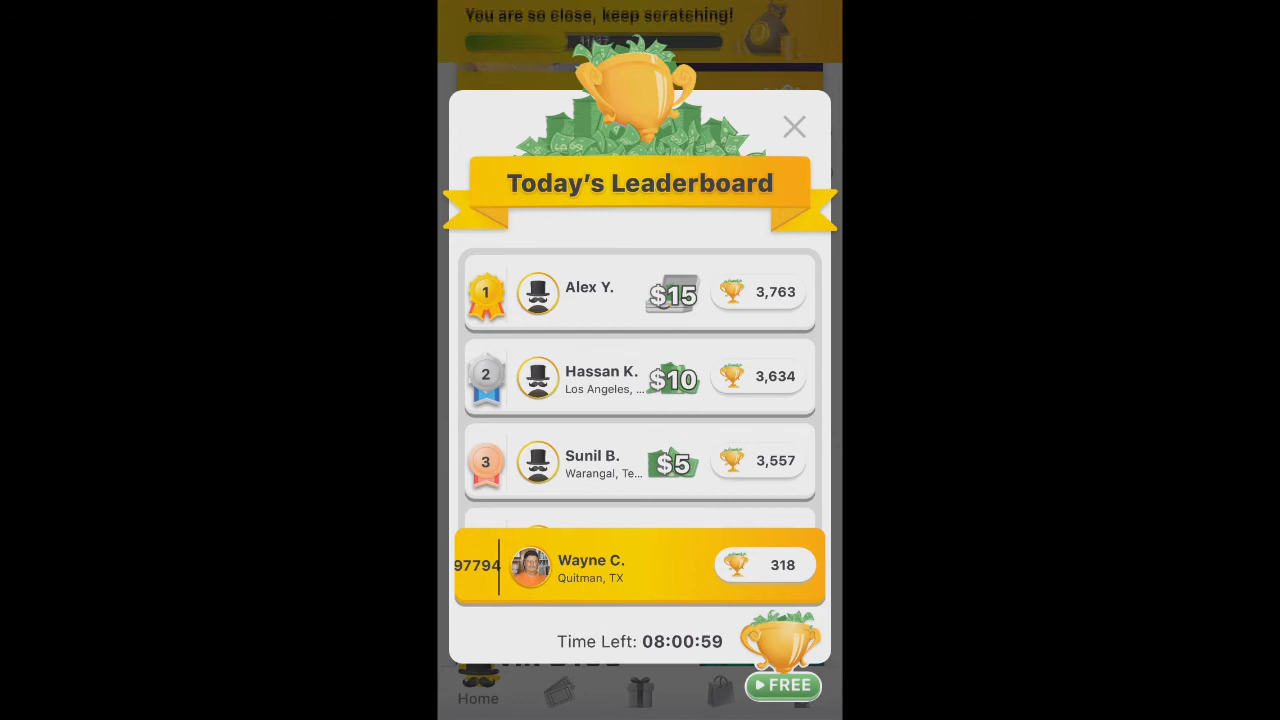 You are so close, keep scratching!
Today's Leaderboard
1
Alex Y.
$15
3,763
2
Hassan K.
Los Angeles, ...
$10
3,634
3
Sunil B.
Warangal, Te...
$5
3,557
97794
Wayne C.
Quitman, TX
318
Time Left: 08:00:59
FREE
Home